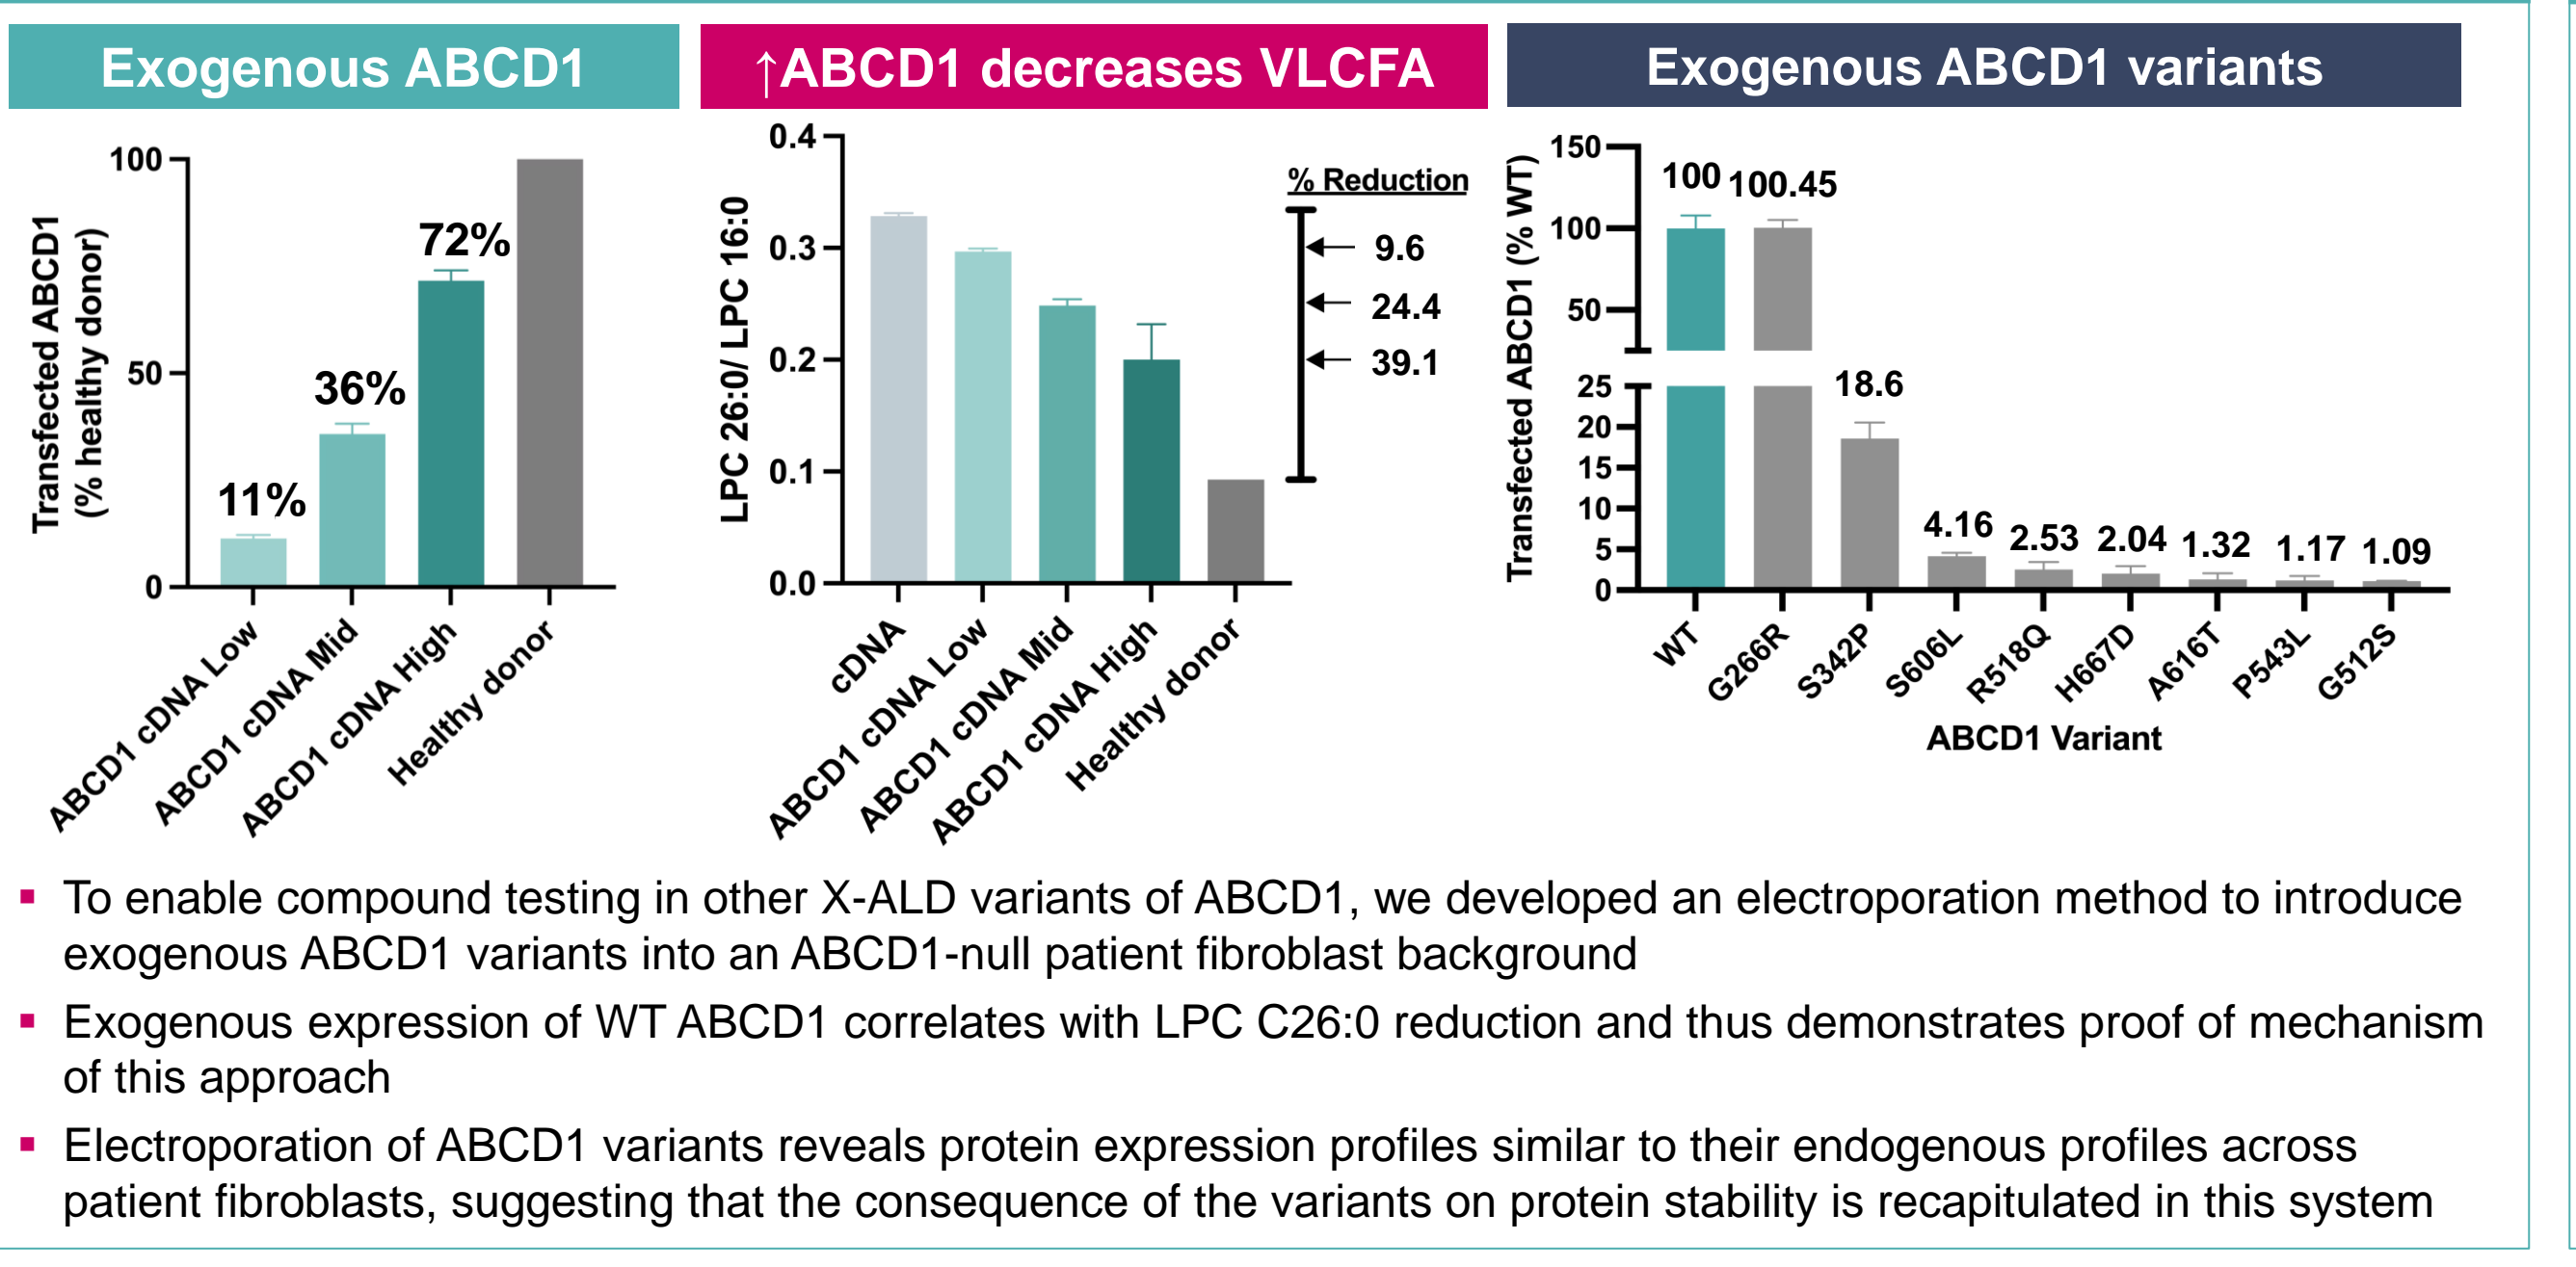 Exogenous ABCD1
Transfected ABCD1
(% healthy donor)
100
50
0
11%
36%
72%
ABCD1 cDNA Low
ABCD1 cDNA Mid
ABCD1 cDNA High
Healthy donor
↑ABCD1 decreases VLCFA
LPC 26:0/ LPC 16:0
0.4
0.3
0.2
0.1
0.0
% Reduction
9.6
24.4
39.1
cDNA
ABCD1 cDNA Low
ABCD1 cDNA Mid
ABCD1 cDNA High
Healthy donor
Exogenous ABCD1 variants
Transfected ABCD1 (% WT)
150
100
50
25
20
15
10
5
0
100
100.45
18.6
4.16
2.53
2.04
1.32
1.17
1.09
WT
G266R
S342P
S606L
R518Q
H667D
A616T
P543L
G512S
ABCD1 Variant
▪ To enable compound testing in other X-ALD variants of ABCD1, we developed an electroporation method to introduce
exogenous ABCD1 variants into an ABCD1-null patient fibroblast background
▪ Exogenous expression of WT ABCD1 correlates with LPC C26:0 reduction and thus demonstrates proof of mechanism
of this approach
▪ Electroporation of ABCD1 variants reveals protein expression profiles similar to their endogenous profiles across
patient fibroblasts, suggesting that the consequence of the variants on protein stability is recapitulated in this system